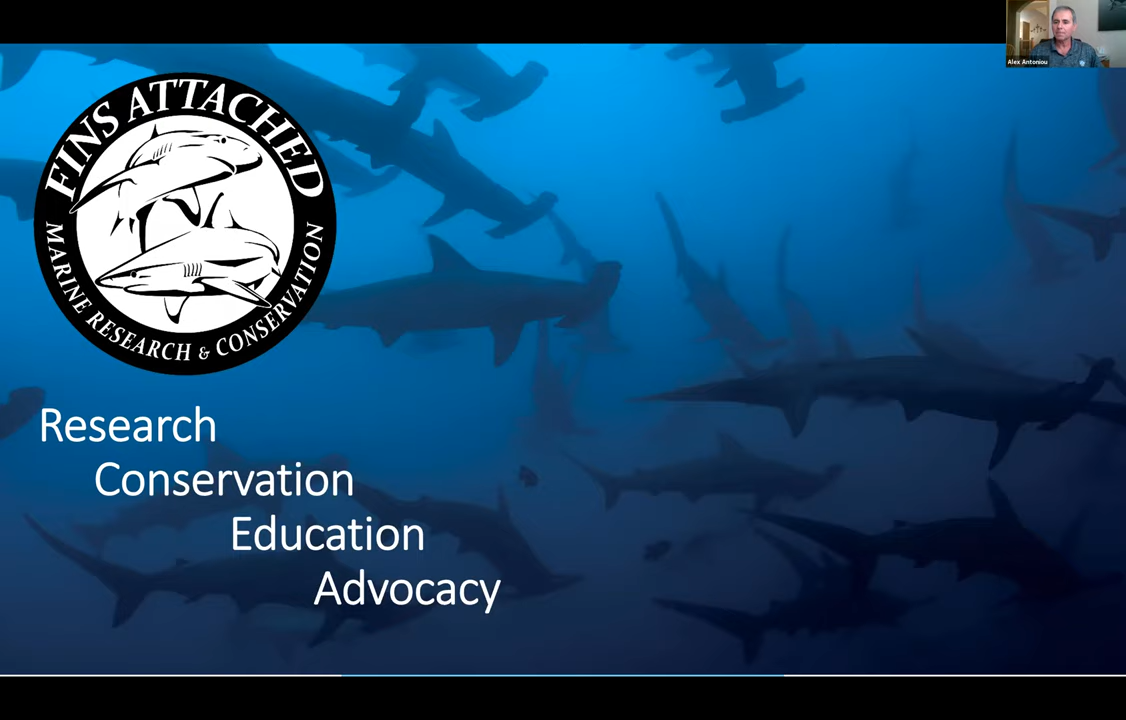 Alex Antoniou
FINS ATTACHED
MARINE RESEARCH & CONSERVATION
Research
Conservation
Education
Advocacy